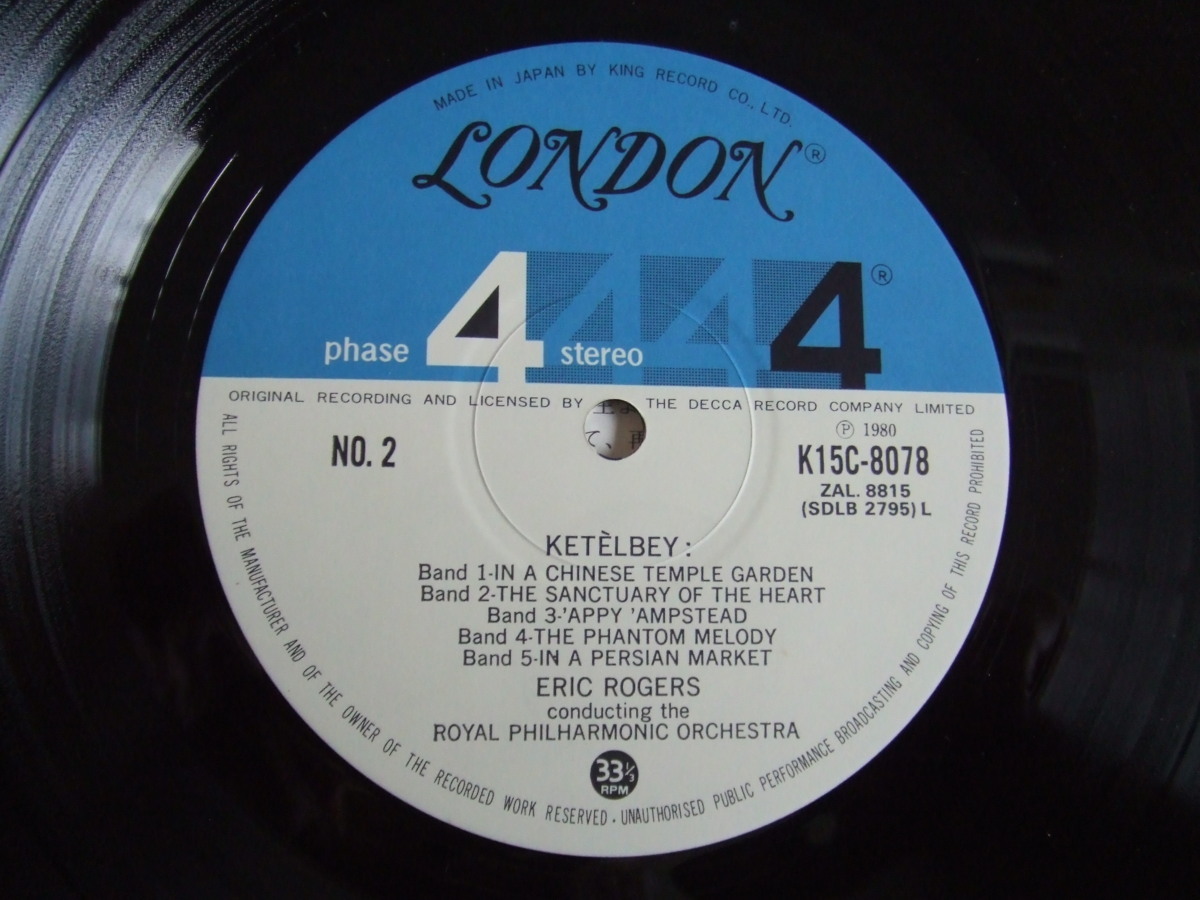 MADE IN JAPAN BY KING RECORD CO., LTD.
LONDON®
phase 4 stereo 4 4 4®
ORIGINAL RECORDING AND LICENSED BY THE DECCA RECORD COMPANY LIMITED
℗ 1980
NO. 2
K15C-8078
ZAL. 8815
(SDLB 2795) L
KETÈLBEY:
Band 1-IN A CHINESE TEMPLE GARDEN
Band 2-THE SANCTUARY OF THE HEART
Band 3-'APPY 'AMPSTEAD
Band 4-THE PHANTOM MELODY
Band 5-IN A PERSIAN MARKET
ERIC ROGERS
conducting the
ROYAL PHILHARMONIC ORCHESTRA
33⅓
RPM
ALL RIGHTS OF THE MANUFACTURER AND OF THE OWNER OF THE RECORDED WORK RESERVED. UNAUTHORISED PUBLIC PERFORMANCE BROADCASTING AND COPYING OF THIS RECORD PROHIBITED